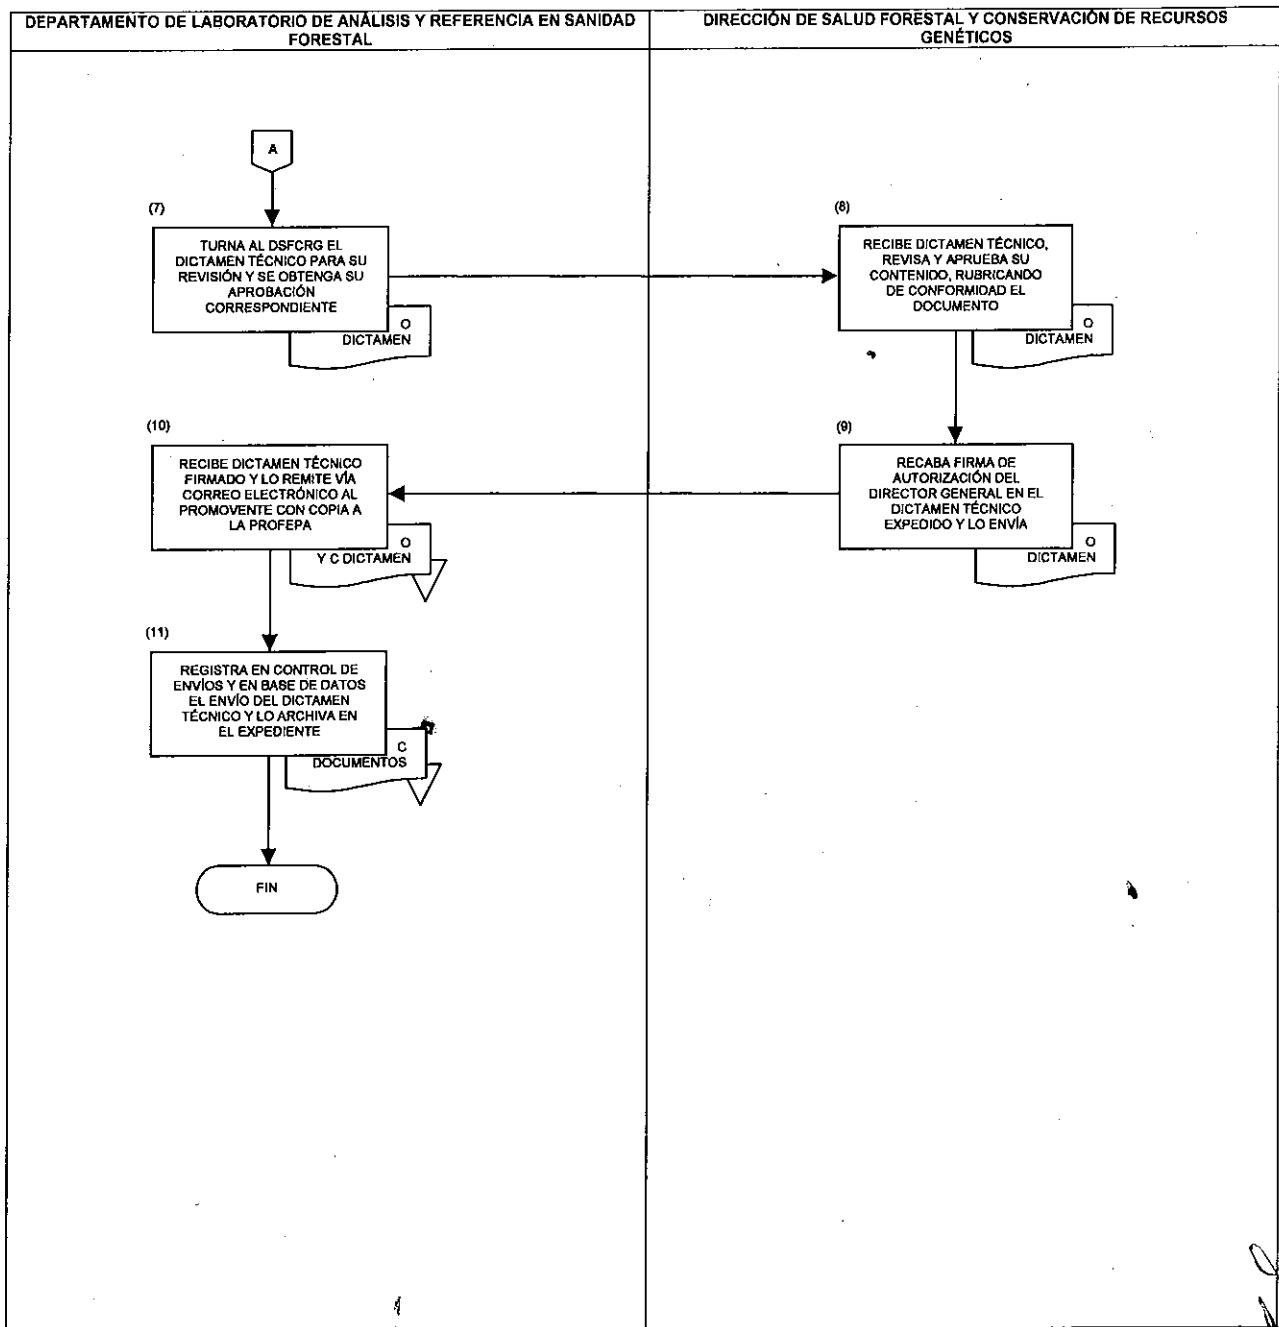 DEPARTAMENTO DE LABORATORIO DE ANÁLISIS Y REFERENCIA EN SANIDAD
FORESTAL
DIRECCIÓN DE SALUD FORESTAL Y CONSERVACIÓN DE RECURSOS
GENÉTICOS
A
(7)
TURNA AL DSFCRG EL
DICTAMEN TÉCNICO PARA SU
REVISIÓN Y SE OBTENGA SU
APROBACIÓN
CORRESPONDIENTE
O
DICTAMEN
(8)
RECIBE DICTAMEN TÉCNICO,
REVISA Y APRUEBA SU
CONTENIDO, RUBRICANDO
DE CONFORMIDAD EL
DOCUMENTO
O
DICTAMEN
(9)
RECABA FIRMA DE
AUTORIZACIÓN DEL
DIRECTOR GENERAL EN EL
DICTAMEN TÉCNICO
EXPEDIDO Y LO ENVÍA
O
DICTAMEN
(10)
RECIBE DICTAMEN TÉCNICO
FIRMADO Y LO REMITE VÍA
CORREO ELECTRÓNICO AL
PROMOVENTE CON COPIA A
LA PROFEPA
O
Y C DICTAMEN
(11)
REGISTRA EN CONTROL DE
ENVÍOS Y EN BASE DE DATOS
EL ENVÍO DEL DICTAMEN
TÉCNICO Y LO ARCHIVA EN
EL EXPEDIENTE
C
DOCUMENTOS
FIN